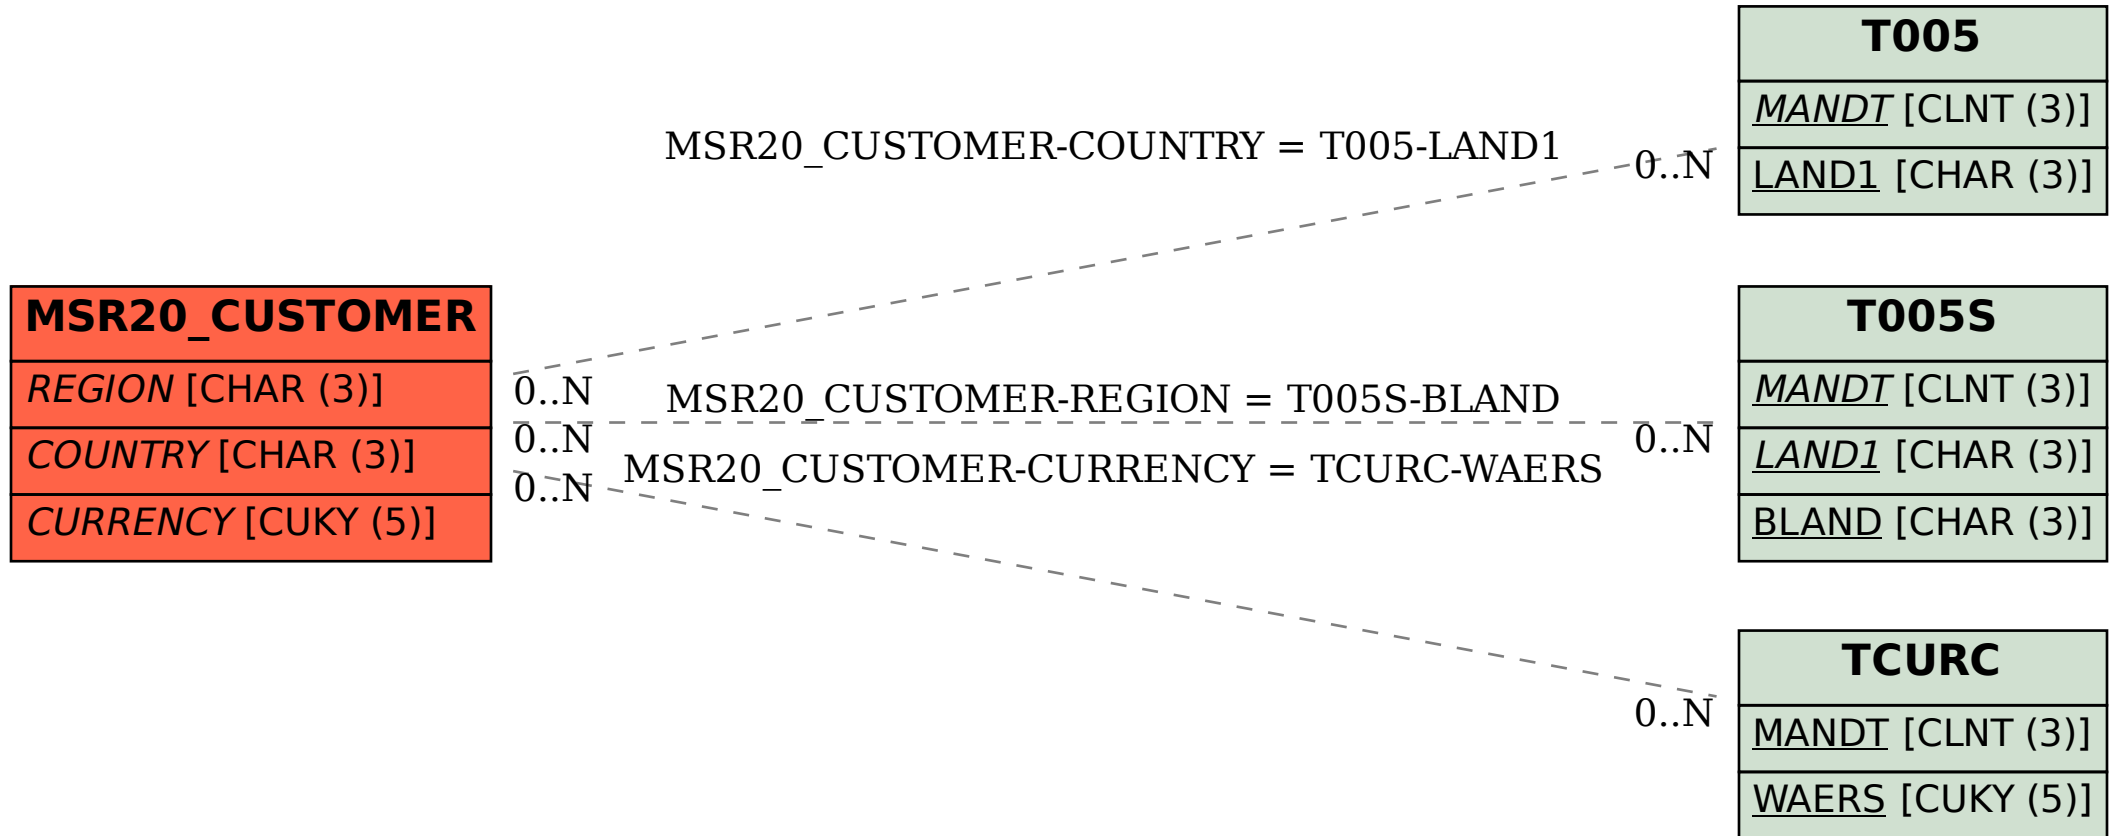 T005
MANDT [CLNT (3)]
LAND1 [CHAR (3)]
MSR20_CUSTOMER-COUNTRY = T005-LAND1
0..N
MSR20_CUSTOMER
REGION [CHAR (3)]
COUNTRY [CHAR (3)]
CURRENCY [CUKY (5)]
0..N
MSR20_CUSTOMER-REGION = T005S-BLAND
0..N
0..N
MSR20_CUSTOMER-CURRENCY = TCURC-WAERS
0..N
T005S
MANDT [CLNT (3)]
LAND1 [CHAR (3)]
BLAND [CHAR (3)]
0..N
TCURC
MANDT [CLNT (3)]
WAERS [CUKY (5)]